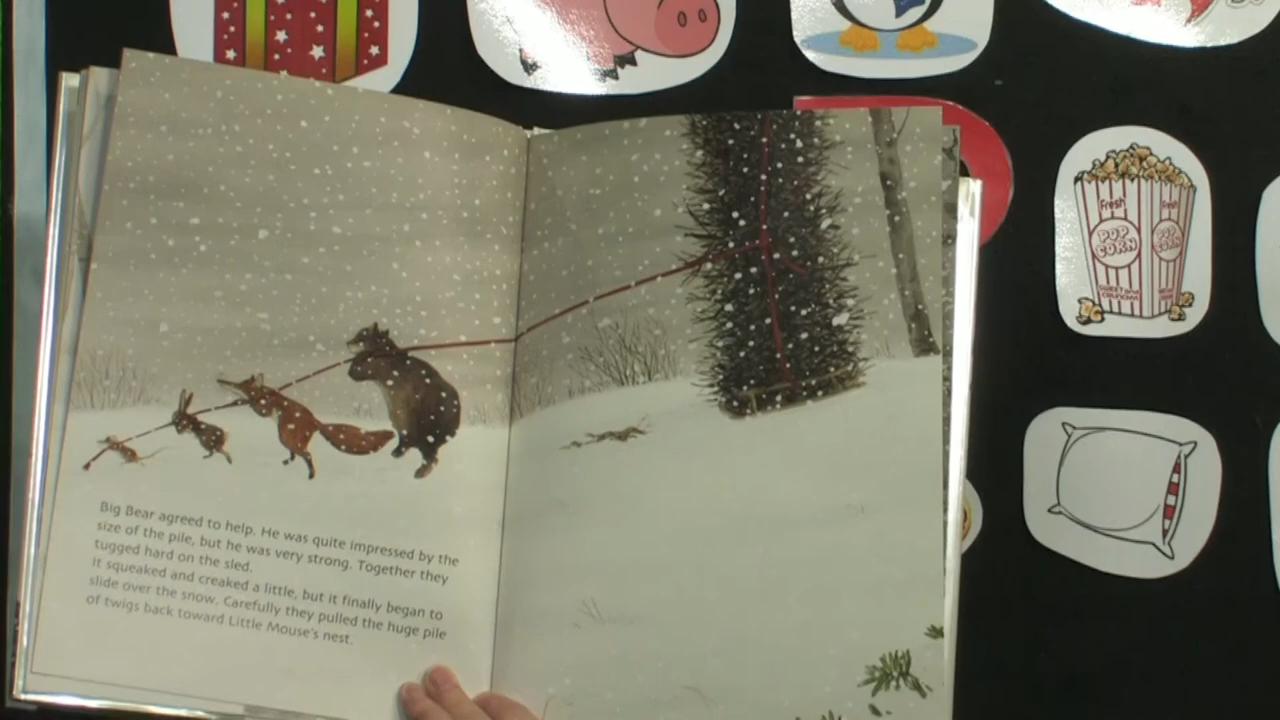 Big Bear agreed to help. He was quite impressed by the
size of the pile, but he was very strong. Together they
tugged hard on the sled.
It squeaked and creaked a little, but it finally began to
slide over the snow. Carefully they pulled the huge pile
of twigs back toward Little Mouse's nest.
Fresh
Fresh
POP
CORN
POP
CORN
SWEET and
CRUNCHY